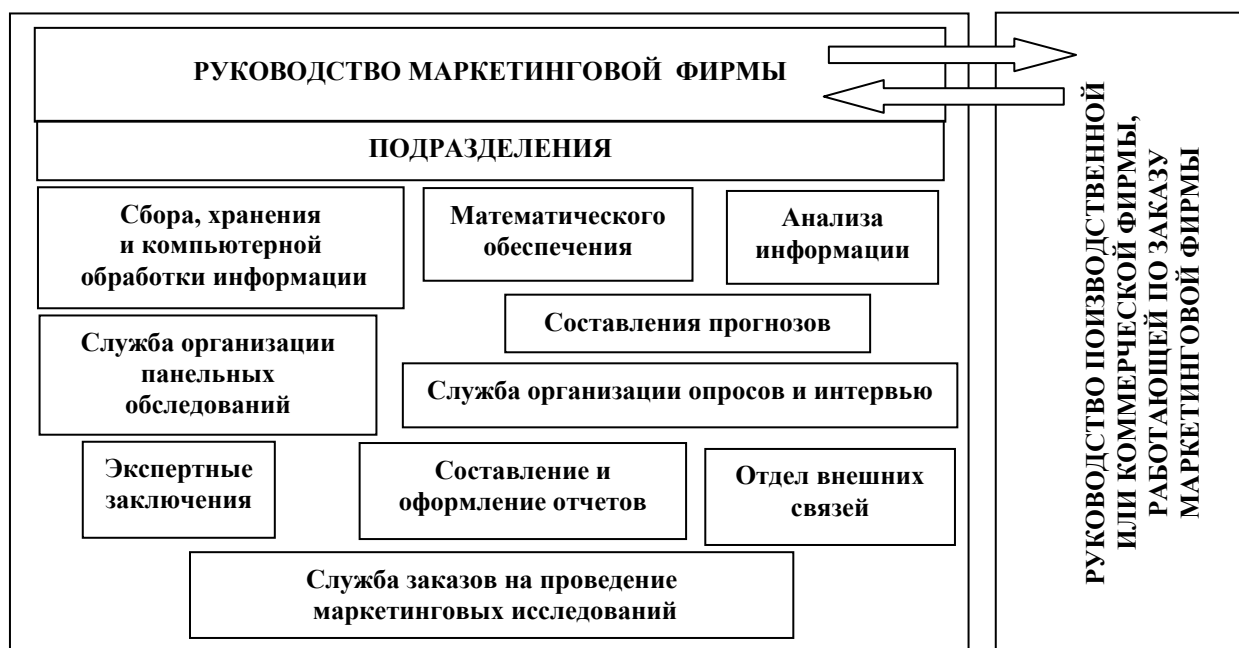 РУКОВОДСТВО МАРКЕТИНГОВОЙ ФИРМЫ
ПОДРАЗДЕЛЕНИЯ
Сбора, хранения
и компьютерной
обработки информации
Математического
обеспечения
Анализа
информации
Составления прогнозов
Служба организации
панельных
обследований
Служба организации опросов и интервью
Экспертные
заключения
Составление и
оформление отчетов
Отдел внешних
связей
Служба заказов на проведение
маркетинговых исследований
РУКОВОДСТВО ПОИЗВОДСТВЕННОЙ
ИЛИ КОММЕРЧЕСКОЙ ФИРМЫ,
РАБОТАЮЩЕЙ ПО ЗАКАЗУ
МАРКЕТИНГОВОЙ ФИРМЫ